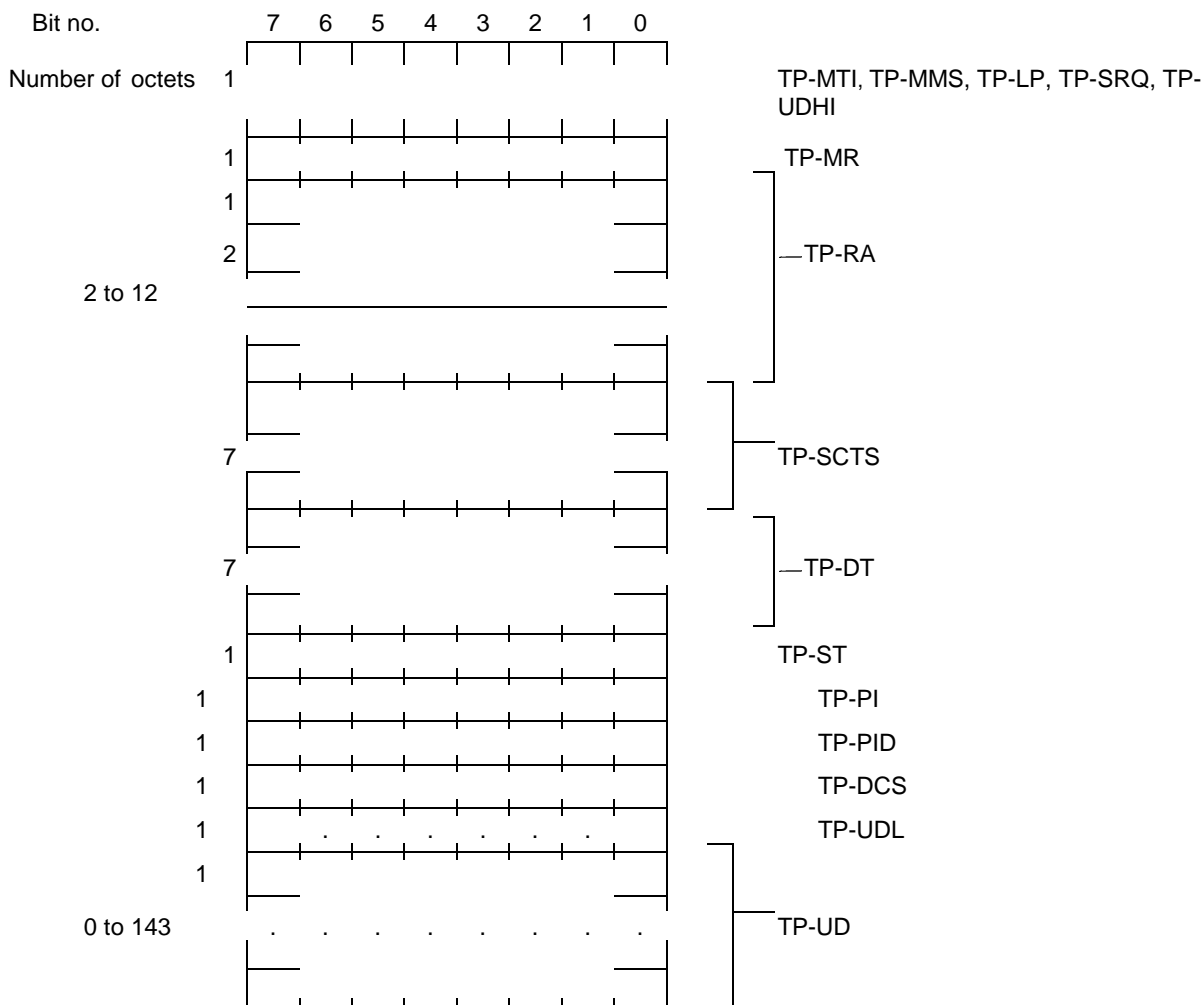 Bit no. 7 6 5 4 3 2 1 0
Number of octets 1 TP-MTI, TP-MMS, TP-LP, TP-SRQ, TP-
UDHI
1 TP-MR
1
2 TP-RA
2 to 12
7 TP-SCTS
7 TP-DT
1 TP-ST
1 TP-PI
1 TP-PID
1 TP-DCS
1 . . . . . . TP-UDL
1
0 to 143 . . . . . . . . TP-UD